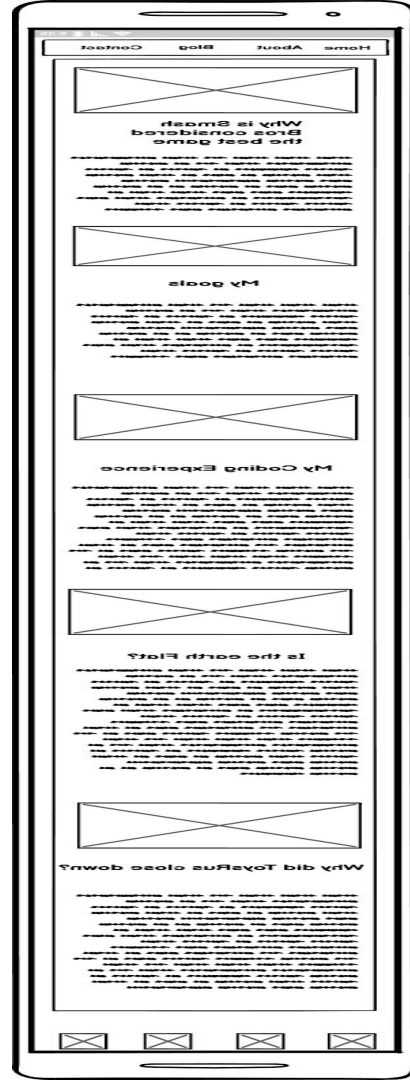 Home About Blog Contact
Why is Smash
Bros considered
the best game
My goals
My Coding Experience
Is the earth Flat?
Why did ToysRus close down?